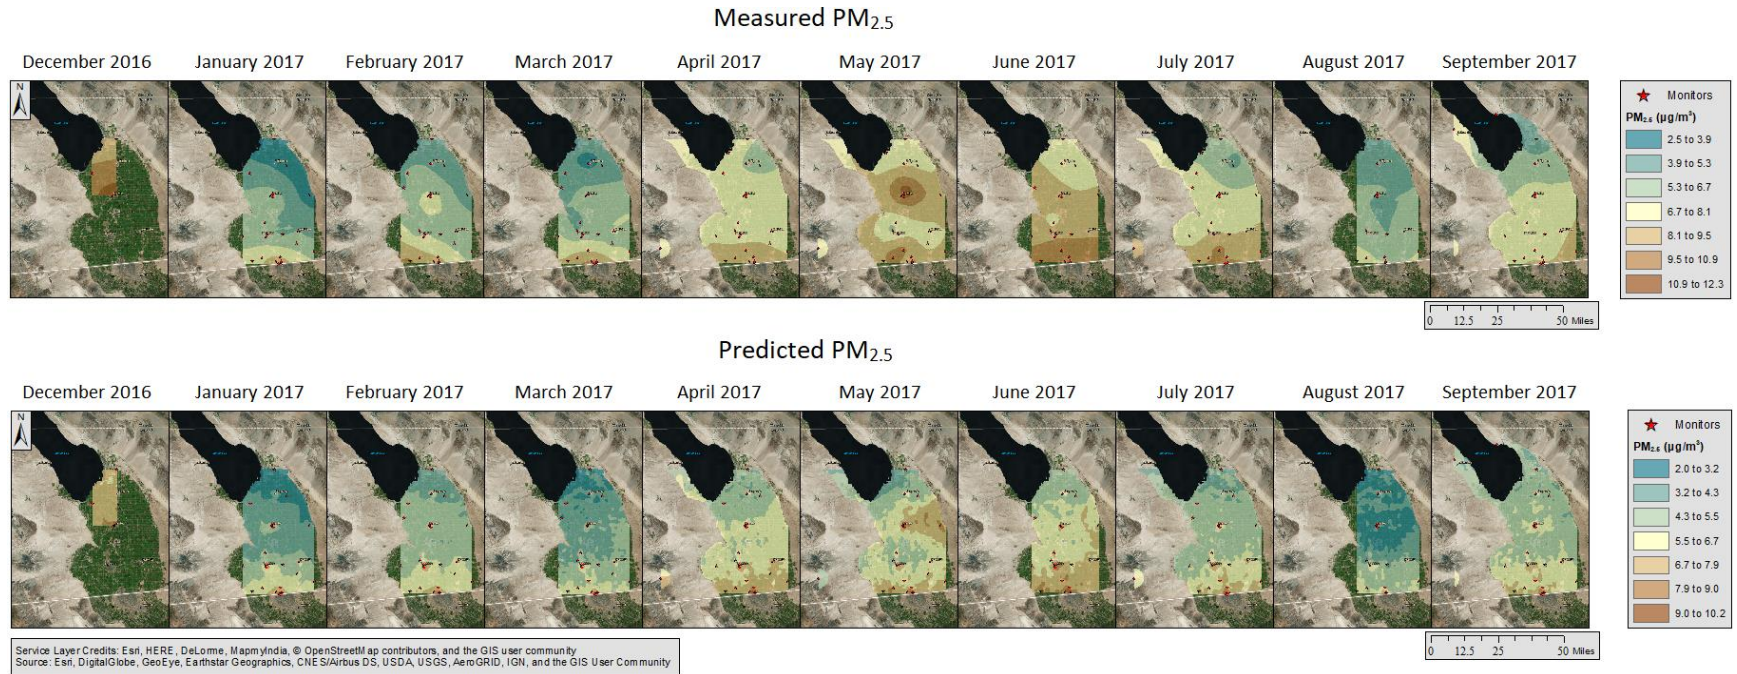 Measured PM2.5
December 2016 January 2017 February 2017 March 2017 April 2017 May 2017 June 2017 July 2017 August 2017 September 2017
N
Monitors
PM2.5 (µg/m³)
2.5 to 3.9
3.9 to 5.3
5.3 to 6.7
6.7 to 8.1
8.1 to 9.5
9.5 to 10.9
10.9 to 12.3
0 12.5 25 50 Miles
Predicted PM2.5
December 2016 January 2017 February 2017 March 2017 April 2017 May 2017 June 2017 July 2017 August 2017 September 2017
N
Monitors
PM2.5 (µg/m³)
2.0 to 3.2
3.2 to 4.3
4.3 to 5.5
5.5 to 6.7
6.7 to 7.9
7.9 to 9.0
9.0 to 10.2
0 12.5 25 50 Miles
Service Layer Credits: Esri, HERE, DeLorme, MapmyIndia, © OpenStreetMap contributors, and the GIS user community
Source: Esri, DigitalGlobe, GeoEye, Earthstar Geographics, CNES/Airbus DS, USDA, USGS, AeroGRID, IGN, and the GIS User Community